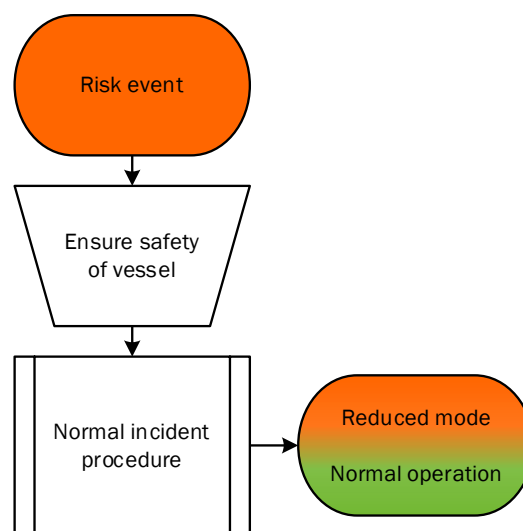 Risk event
Ensure safety
of vessel
Normal incident
procedure
Reduced mode
Normal operation